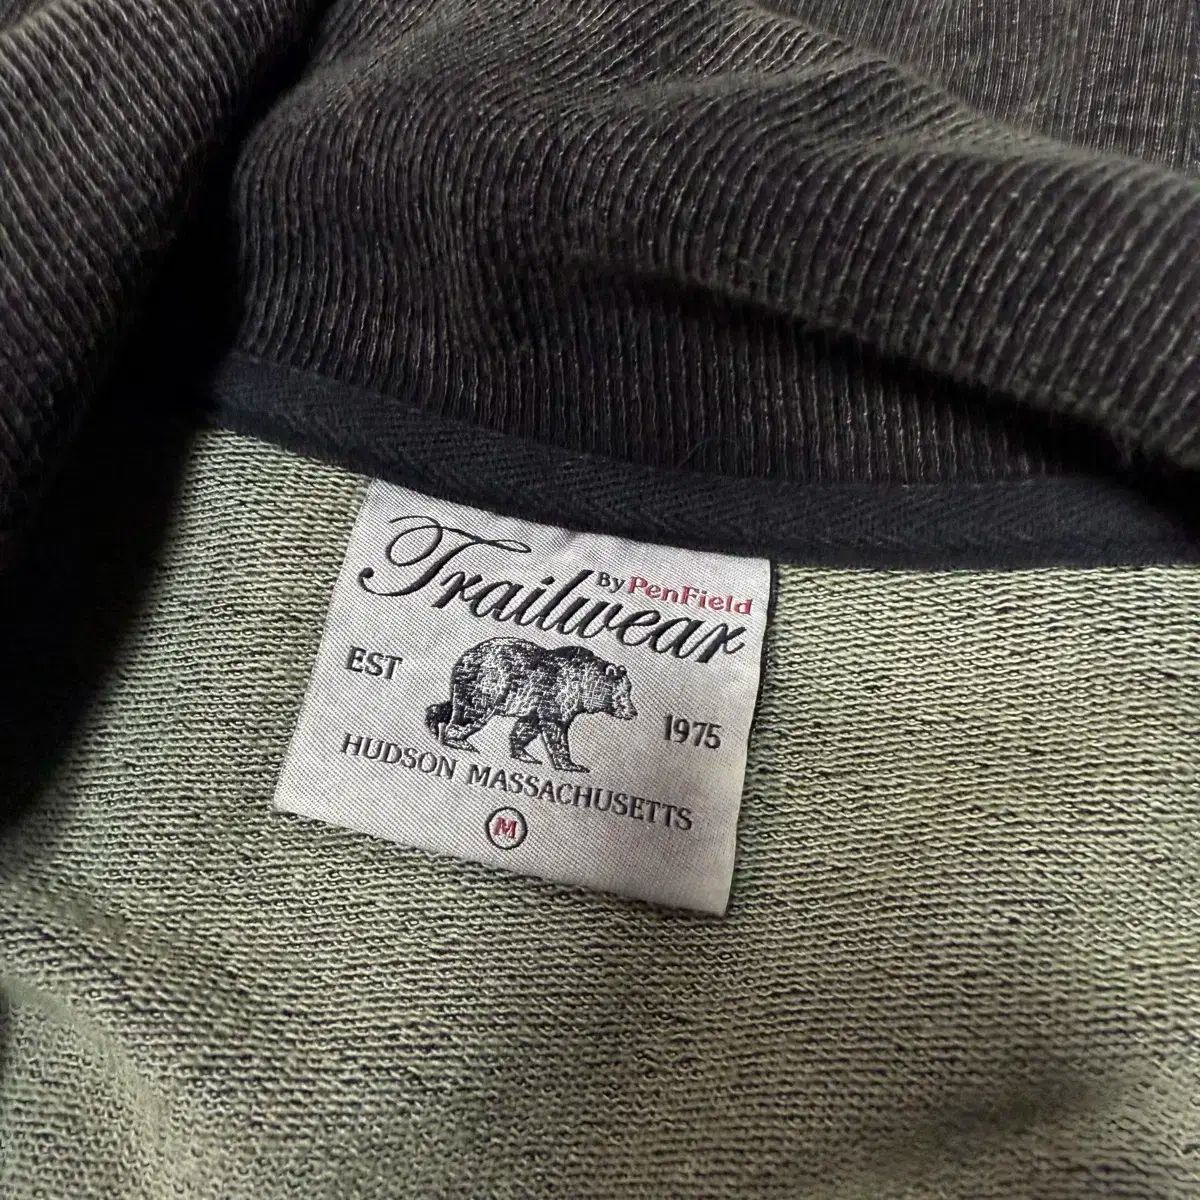 By PenField
Trailwear
EST 1975
HUDSON MASSACHUSETTS
M